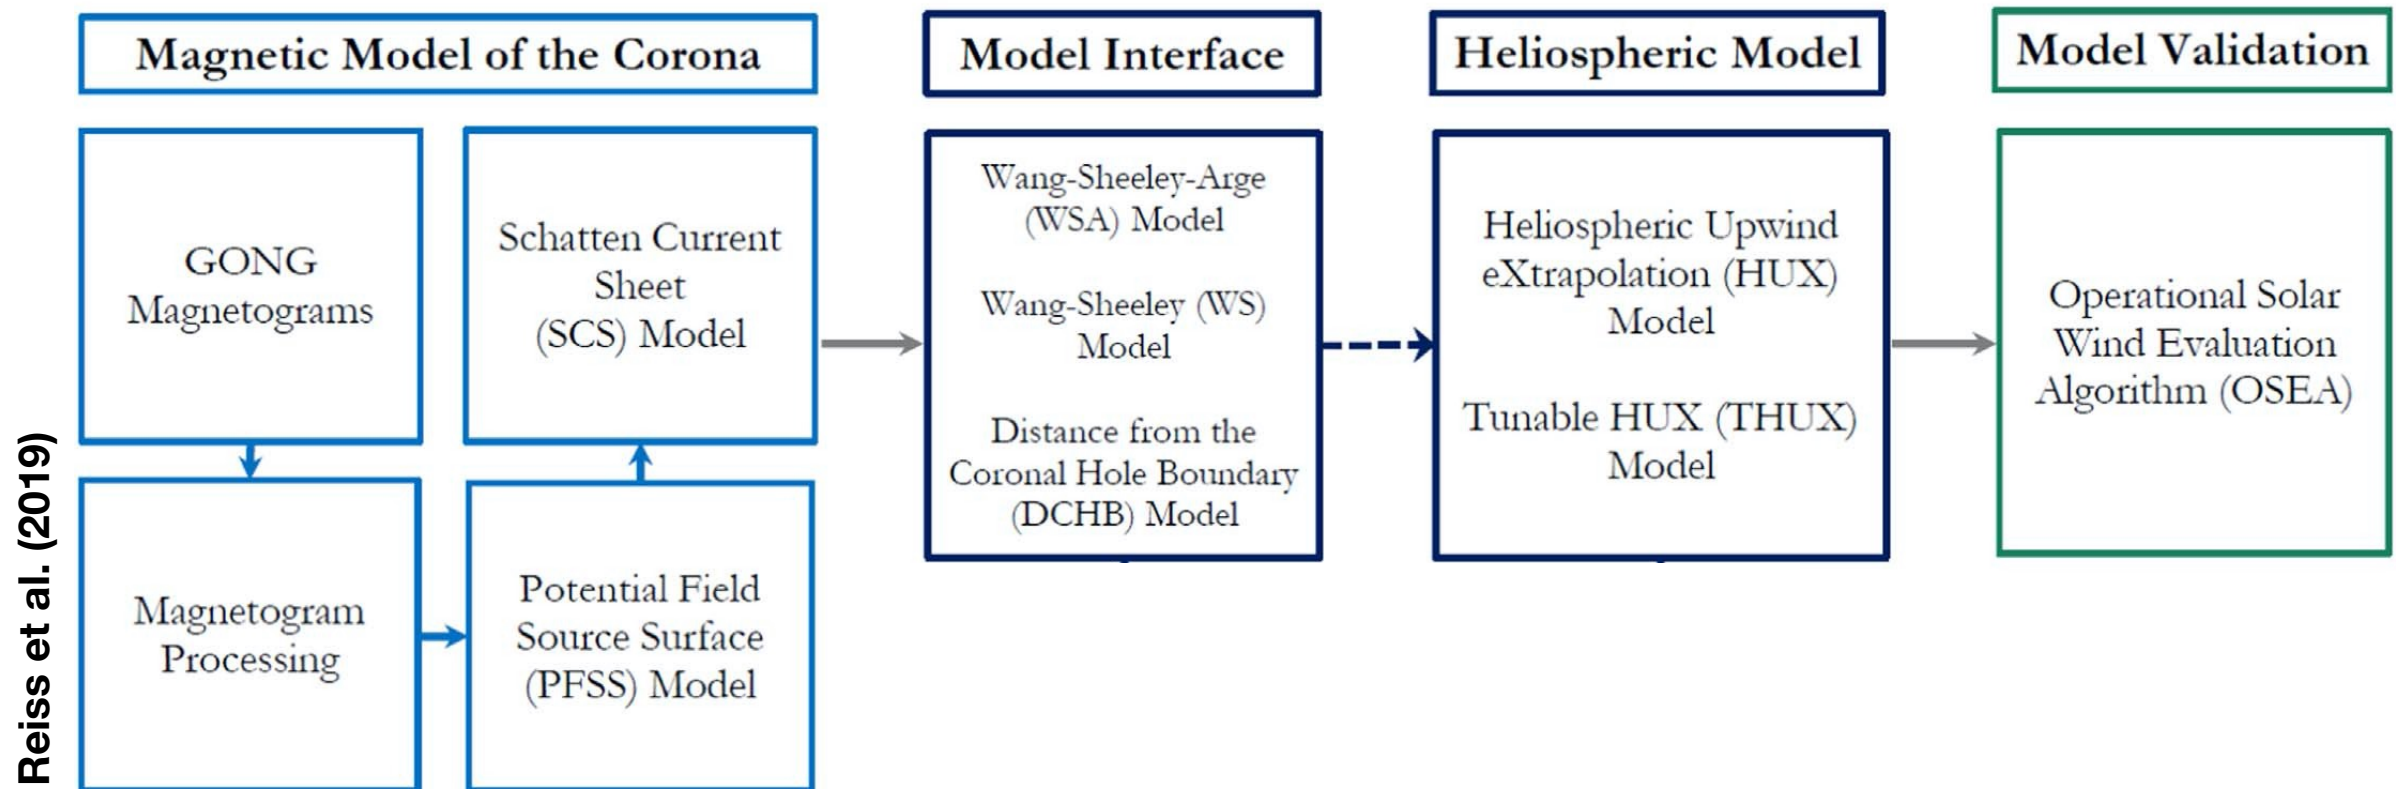 Magnetic Model of the Corona
Model Interface
Heliospheric Model
Model Validation
GONG
Magnetograms
Schatten Current
Sheet
(SCS) Model
Magnetogram
Processing
Potential Field
Source Surface
(PFSS) Model
Wang-Sheeley-Arge
(WSA) Model
Wang-Sheeley (WS)
Model
Distance from the
Coronal Hole Boundary
(DCHB) Model
Heliospheric Upwind
eXtrapolation (HUX)
Model
Tunable HUX (THUX)
Model
Operational Solar
Wind Evaluation
Algorithm (OSEA)
Reiss et al. (2019)